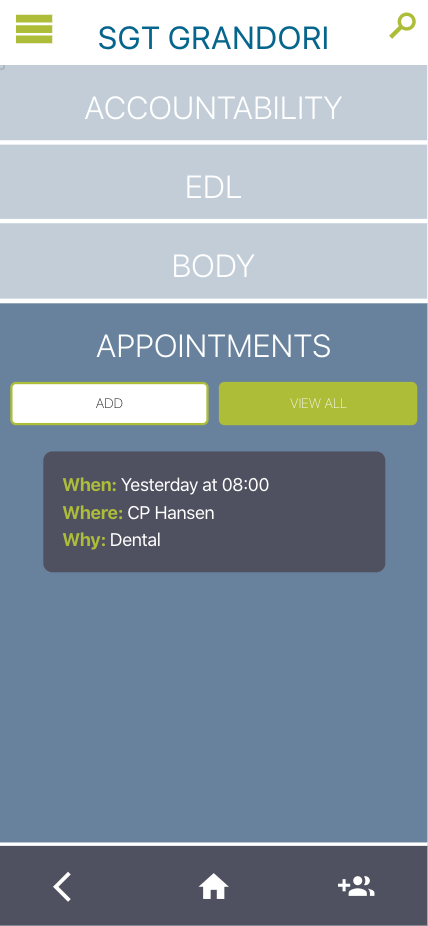 SGT GRANDORI
ACCOUNTABILITY
EDL
BODY
APPOINTMENTS
ADD
VIEW ALL
When: Yesterday at 08:00
Where: CP Hansen
Why: Dental